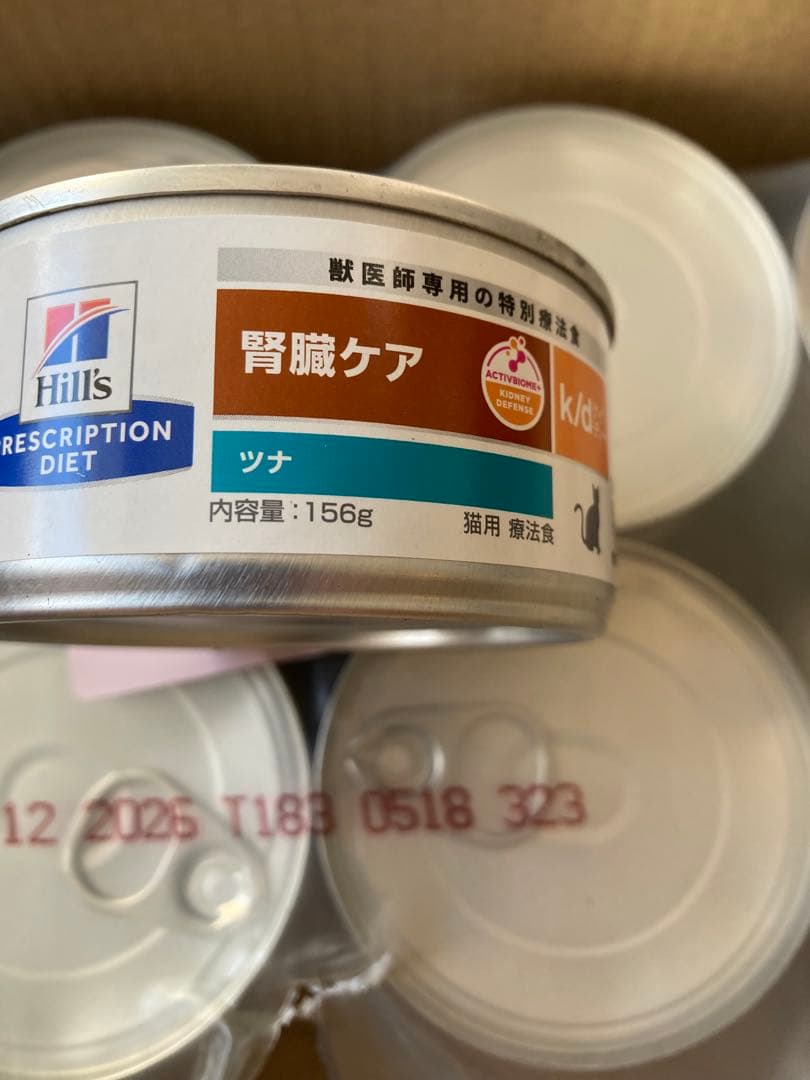 獣医師専用の特別療法食
Hill's
PRESCRIPTION
DIET
腎臓ケア
ACTIVBIOME+
KIDNEY
DEFENSE
k/d
ツナ
内容量：156g
猫用 療法食
12 2026 T183 0518 323